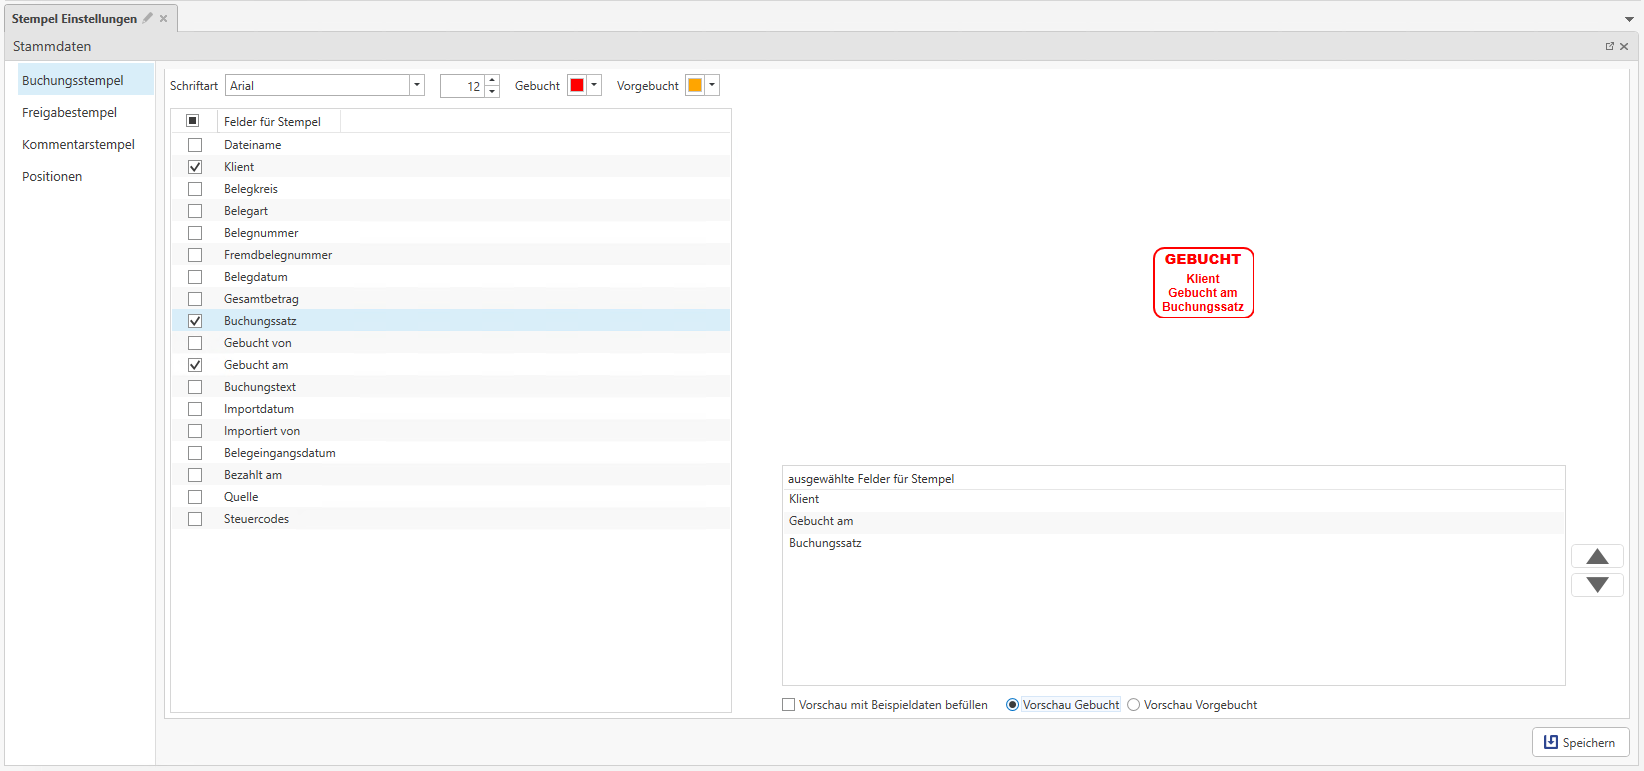 Stempel Einstellungen
Stammdaten
Buchungsstempel
Freigabestempel
Kommentarstempel
Positionen
Schriftart Arial 12 Gebucht Vorgebucht
Felder für Stempel
Dateiname
Klient
Belegkreis
Belegart
Belegnummer
Fremdbelegnummer
Belegdatum
Gesamtbetrag
Buchungssatz
Gebucht von
Gebucht am
Buchungstext
Importdatum
Importiert von
Belegeingangsdatum
Bezahlt am
Quelle
Steuercodes
GEBUCHT
Klient
Gebucht am
Buchungssatz
ausgewählte Felder für Stempel
Klient
Gebucht am
Buchungssatz
Vorschau mit Beispieldaten befüllen Vorschau Gebucht Vorschau Vorgebucht
Speichern